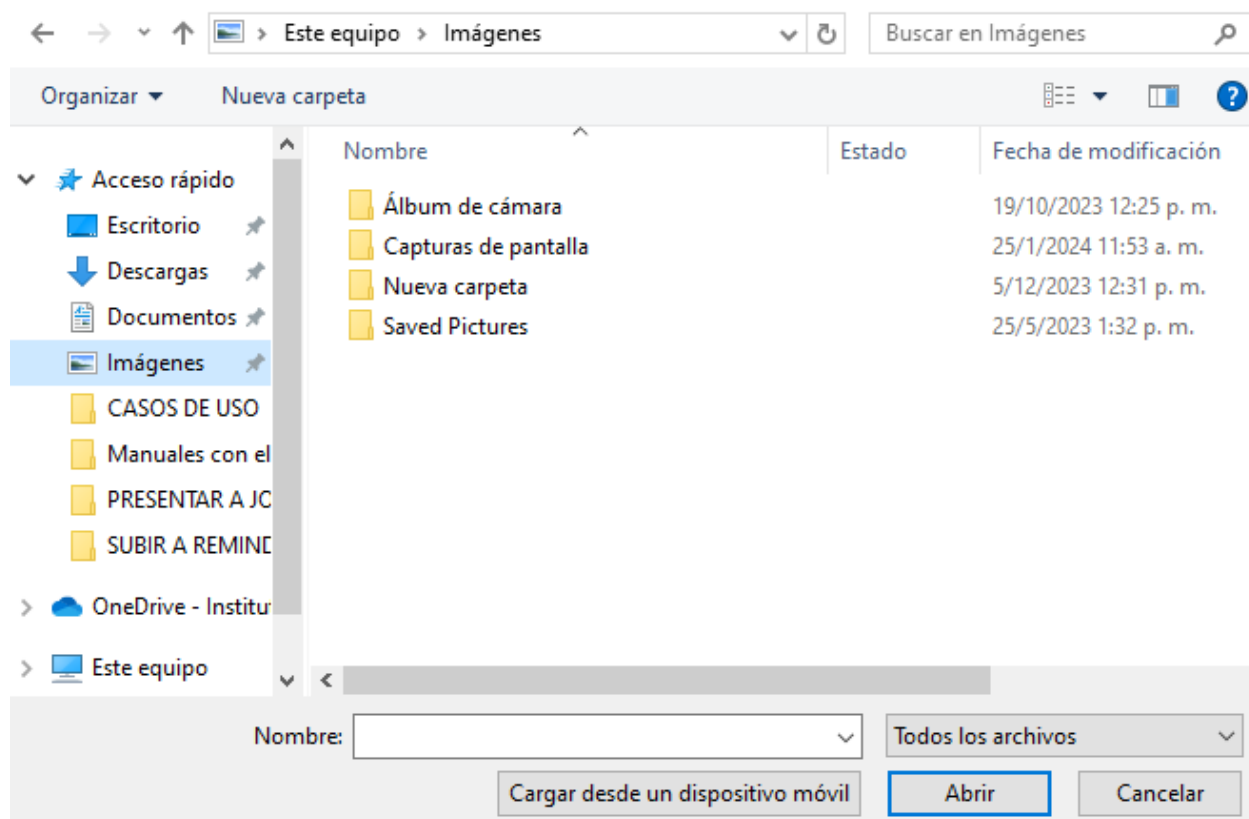 Este equipo > Imágenes
Buscar en Imágenes
Organizar
Nueva carpeta
?
Nombre
Estado
Fecha de modificación
Acceso rápido
Escritorio
Descargas
Documentos
Imágenes
CASOS DE USO
Manuales con el
PRESENTAR A JO
SUBIR A REMIND
OneDrive - Institu
Este equipo
Álbum de cámara 19/10/2023 12:25 p. m.
Capturas de pantalla 25/1/2024 11:53 a. m.
Nueva carpeta 5/12/2023 12:31 p. m.
Saved Pictures 25/5/2023 1:32 p. m.
Nombre:
Todos los archivos
Cargar desde un dispositivo móvil
Abrir
Cancelar